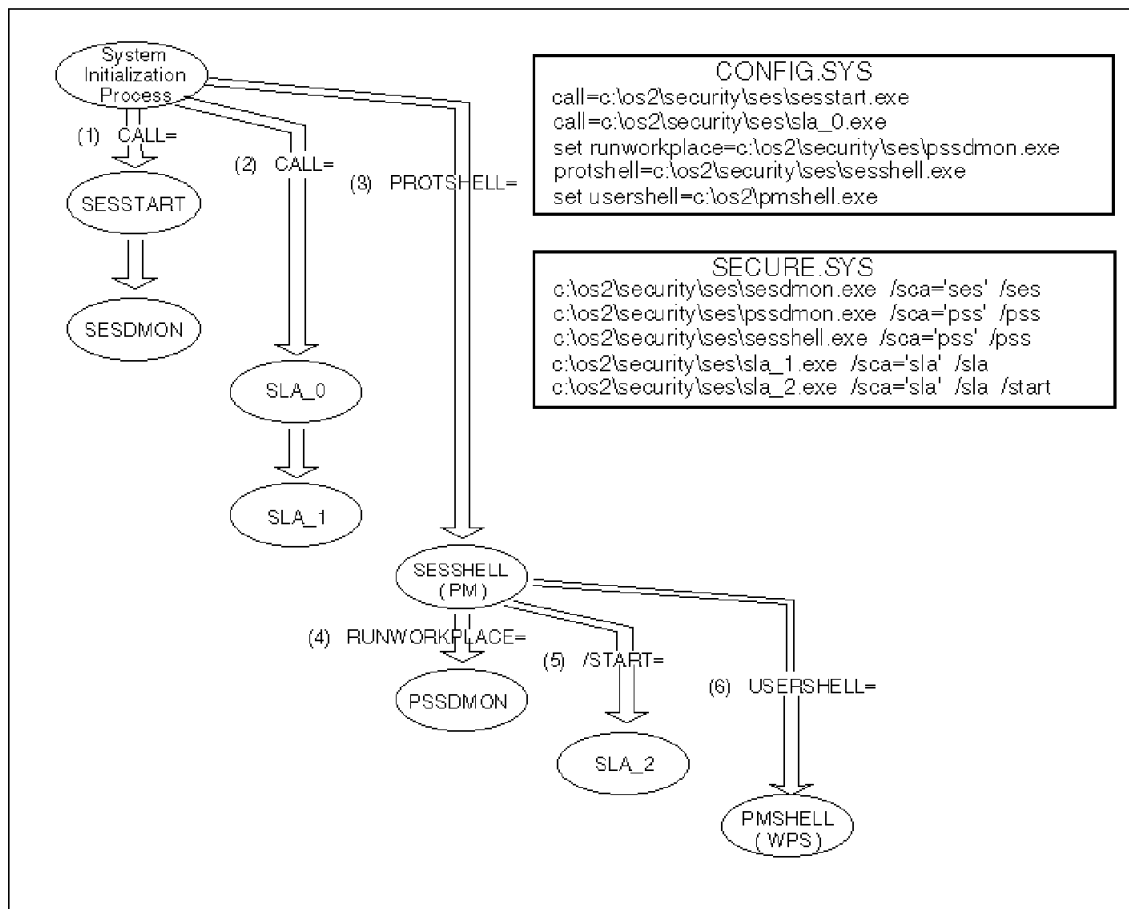 System
Initialization
Process
(1) CALL=
(2) CALL=
(3) PROTSHELL=
SESSTART
SESDMON
SLA_0
SLA_1
SESSHELL
(PM)
(4) RUNWORKPLACE=
(5) /START=
(6) USERSHELL=
PSSDMON
SLA_2
PMSHELL
(WPS)
CONFIG.SYS
call=c:\os2\security\ses\sesstart.exe
call=c:\os2\security\ses\sla_0.exe
set runworkplace=c:\os2\security\ses\pssdmon.exe
protshell=c:\os2\security\ses\sesshell.exe
set usershell=c:\os2\pmshell.exe
SECURE.SYS
c:\os2\security\ses\sesdmon.exe /sca='ses' /ses
c:\os2\security\ses\pssdmon.exe /sca='pss' /pss
c:\os2\security\ses\sesshell.exe /sca='pss' /pss
c:\os2\security\ses\sla_1.exe /sca='sla' /sla
c:\os2\security\ses\sla_2.exe /sca='sla' /sla /start